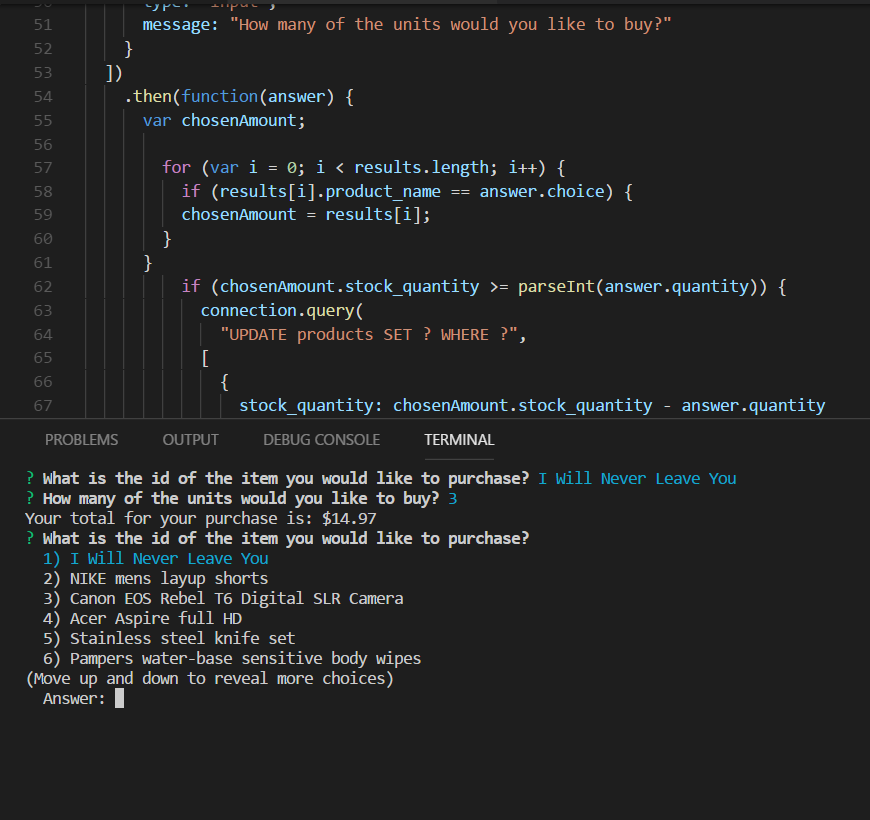 50 type: "input",
51 message: "How many of the units would you like to buy?"
52 }
53 ])
54 .then(function(answer) {
55 var chosenAmount;
56
57 for (var i = 0; i < results.length; i++) {
58 if (results[i].product_name == answer.choice) {
59 chosenAmount = results[i];
60 }
61 }
62 if (chosenAmount.stock_quantity >= parseInt(answer.quantity)) {
63 connection.query(
64 "UPDATE products SET ? WHERE ?",
65 [
66 {
67 stock_quantity: chosenAmount.stock_quantity - answer.quantity
PROBLEMS OUTPUT DEBUG CONSOLE TERMINAL
? What is the id of the item you would like to purchase? I Will Never Leave You
? How many of the units would you like to buy? 3
Your total for your purchase is: $14.97
? What is the id of the item you would like to purchase?
1) I Will Never Leave You
2) NIKE mens layup shorts
3) Canon EOS Rebel T6 Digital SLR Camera
4) Acer Aspire full HD
5) Stainless steel knife set
6) Pampers water-base sensitive body wipes
(Move up and down to reveal more choices)
Answer: